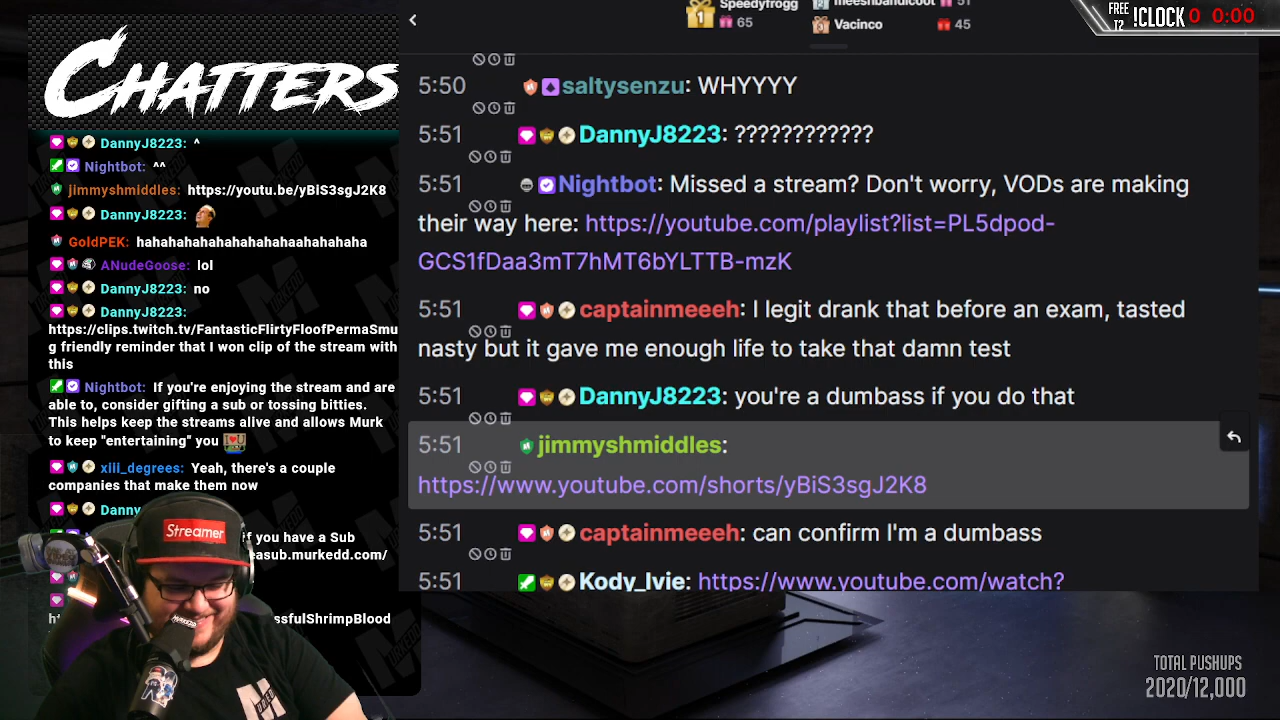 CHATTERS
DannyJ8223: ^
Nightbot: ^^
jimmyshmiddles: https://youtu.be/yBiS3sgJ2K8
DannyJ8223:
GoldPEK: hahahahahahahahahaahahahaha
ANudeGoose: lol
DannyJ8223: no
DannyJ8223:
https://clips.twitch.tv/FantasticFlirtyFloofPermaSmu
g friendly reminder that I won clip of the stream with
this
Nightbot: If you're enjoying the stream and are
able to, consider gifting a sub or tossing bitties.
This helps keep the streams alive and allows Murk
to keep "entertaining" you
xiii_degrees: Yeah, there's a couple
companies that make them now
Dann
if you have a Sub
easub.murkedd.com/
ssfulShrimpBlood
Streamer
1 Speedyfrogg
65
meeshbandicoot 51
3 Vacinco 45
FREE
12 !CLOCK 0 0:00
5:50 saltysenzu: WHYYYY
5:51 DannyJ8223: ????????????
5:51 Nightbot: Missed a stream? Don't worry, VODs are making
their way here: https://youtube.com/playlist?list=PL5dpod-
GCS1fDaa3mT7hMT6bYLTTB-mzK
5:51 captainmeeeh: I legit drank that before an exam, tasted
nasty but it gave me enough life to take that damn test
5:51 DannyJ8223: you're a dumbass if you do that
5:51 jimmyshmiddles:
https://www.youtube.com/shorts/yBiS3sgJ2K8
5:51 captainmeeeh: can confirm I'm a dumbass
5:51 Kody_Ivie: https://www.youtube.com/watch?
TOTAL PUSHUPS
2020/12,000